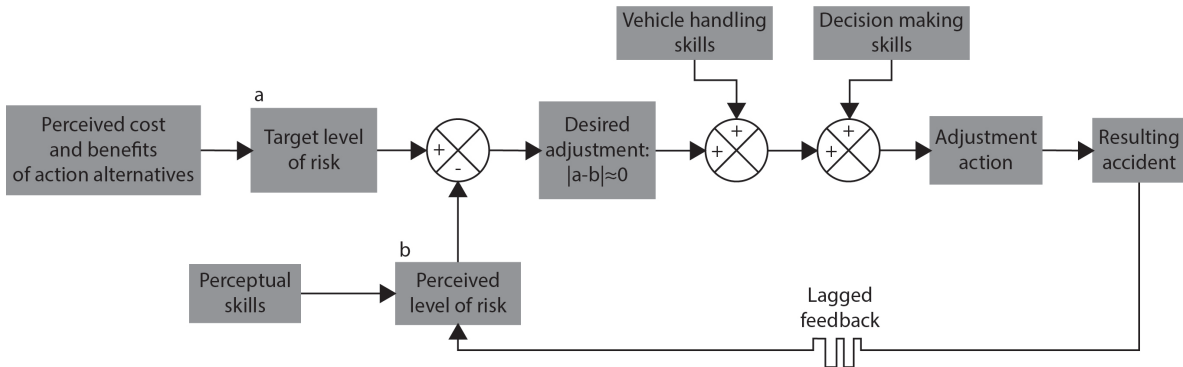 Vehicle handling
skills
Decision making
skills
a
Perceived cost
and benefits
of action alternatives
Target level
of risk
+
-
Desired
adjustment:
|a-b|≈0
+
+
+
+
Adjustment
action
Resulting
accident
b
Perceptual
skills
Perceived
level of risk
Lagged
feedback